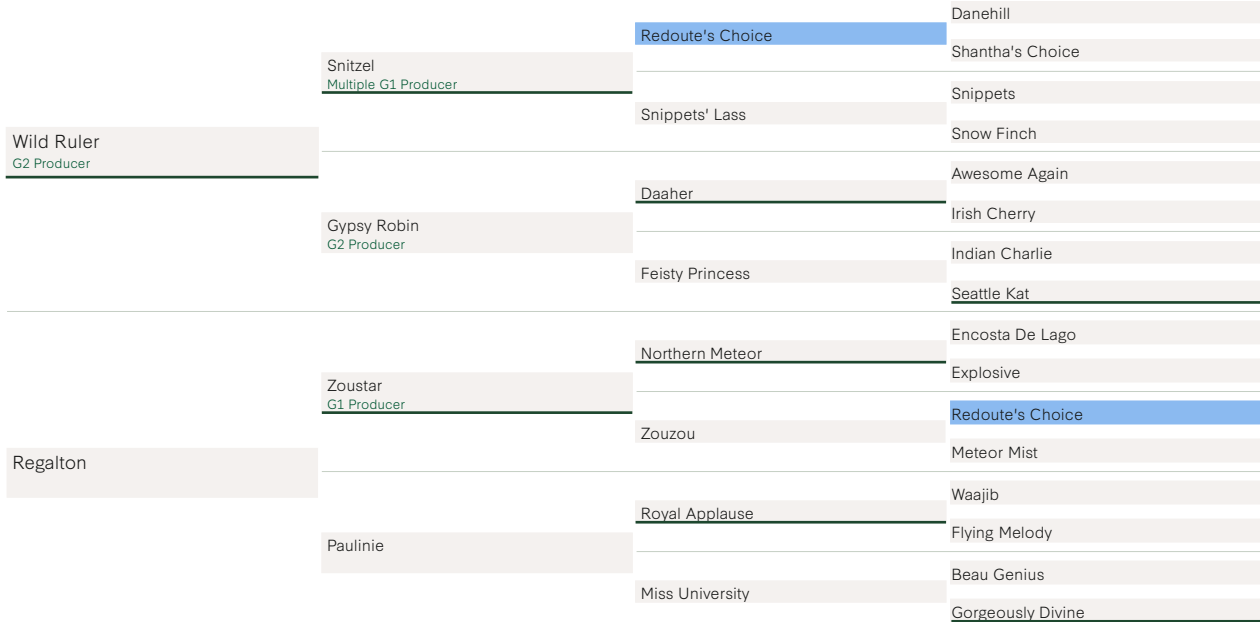 Wild Ruler
G2 Producer
Regalton
Snitzel
Multiple G1 Producer
Gypsy Robin
G2 Producer
Zoustar
G1 Producer
Paulinie
Redoute's Choice
Snippets' Lass
Daaher
Feisty Princess
Northern Meteor
Zouzou
Royal Applause
Miss University
Danehill
Shantha's Choice
Snippets
Snow Finch
Awesome Again
Irish Cherry
Indian Charlie
Seattle Kat
Encosta De Lago
Explosive
Redoute's Choice
Meteor Mist
Waajib
Flying Melody
Beau Genius
Gorgeously Divine